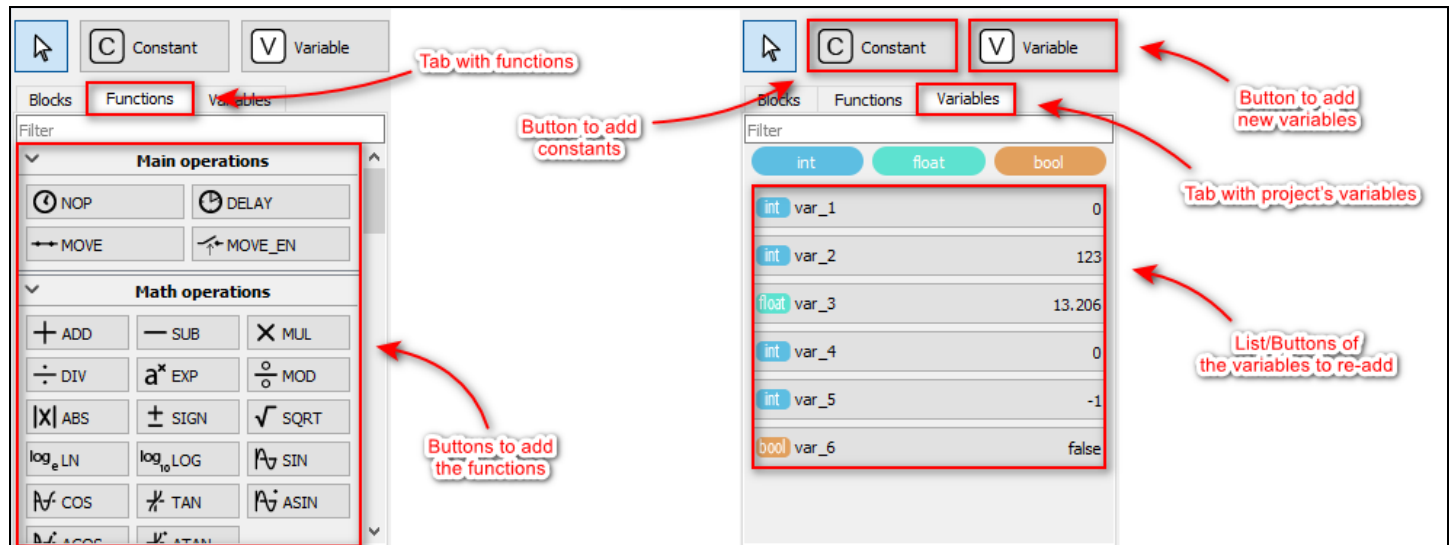 C Constant
V Variable
Tab with functions
Blocks
Functions
Variables
Filter
Main operations
NOP
DELAY
MOVE
MOVE_EN
Math operations
+ ADD
— SUB
× MUL
÷ DIV
aˣ EXP
MOD
|X| ABS
± SIGN
√ SQRT
logₑ LN
log₁₀ LOG
SIN
COS
TAN
ASIN
ACOS
ATAN
Buttons to add
the functions
C Constant
V Variable
Button to add
constants
Button to add
new variables
Blocks
Functions
Variables
Tab with project's variables
Filter
int
float
bool
int var_1 0
int var_2 123
float var_3 13.206
int var_4 0
int var_5 -1
bool var_6 false
List/Buttons of
the variables to re-add